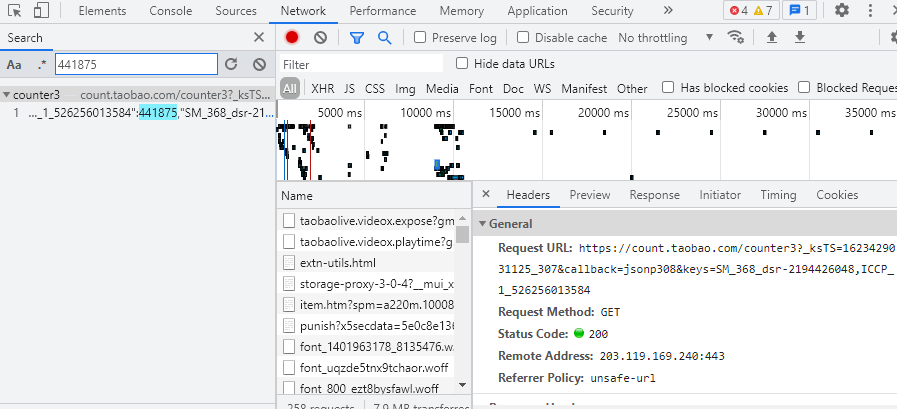 Elements Console Sources Network Performance Memory Application Security » 4 7 1
Search
Aa .* 441875
counter3 count.taobao.com/counter3?_ksTS...
1 ..._1_526256013584":441875,"SM_368_dsr-21...
Preserve log Disable cache No throttling
Filter Hide data URLs
All XHR JS CSS Img Media Font Doc WS Manifest Other Has blocked cookies Blocked Reque
5000 ms 10000 ms 15000 ms 20000 ms 25000 ms 30000 ms 35000 ms
Name
taobaolive.videox.expose?gm
taobaolive.videox.playtime?g
extn-utils.html
storage-proxy-3-0-4?__mui_x
item.htm?spm=a220m.10008
punish?x5secdata=5e0c8e136
font_1401963178_8135476.w
font_uqzde5tnx9tchaor.woff
font_800_ezt8bysfawl.woff
258 requests 7.9 MB transferre
× Headers Preview Response Initiator Timing Cookies
General
Request URL: https://count.taobao.com/counter3?_ksTS=16234290
31125_307&callback=jsonp308&keys=SM_368_dsr-2194426048,ICCP_
1_526256013584
Request Method: GET
Status Code: 200
Remote Address: 203.119.169.240:443
Referrer Policy: unsafe-url